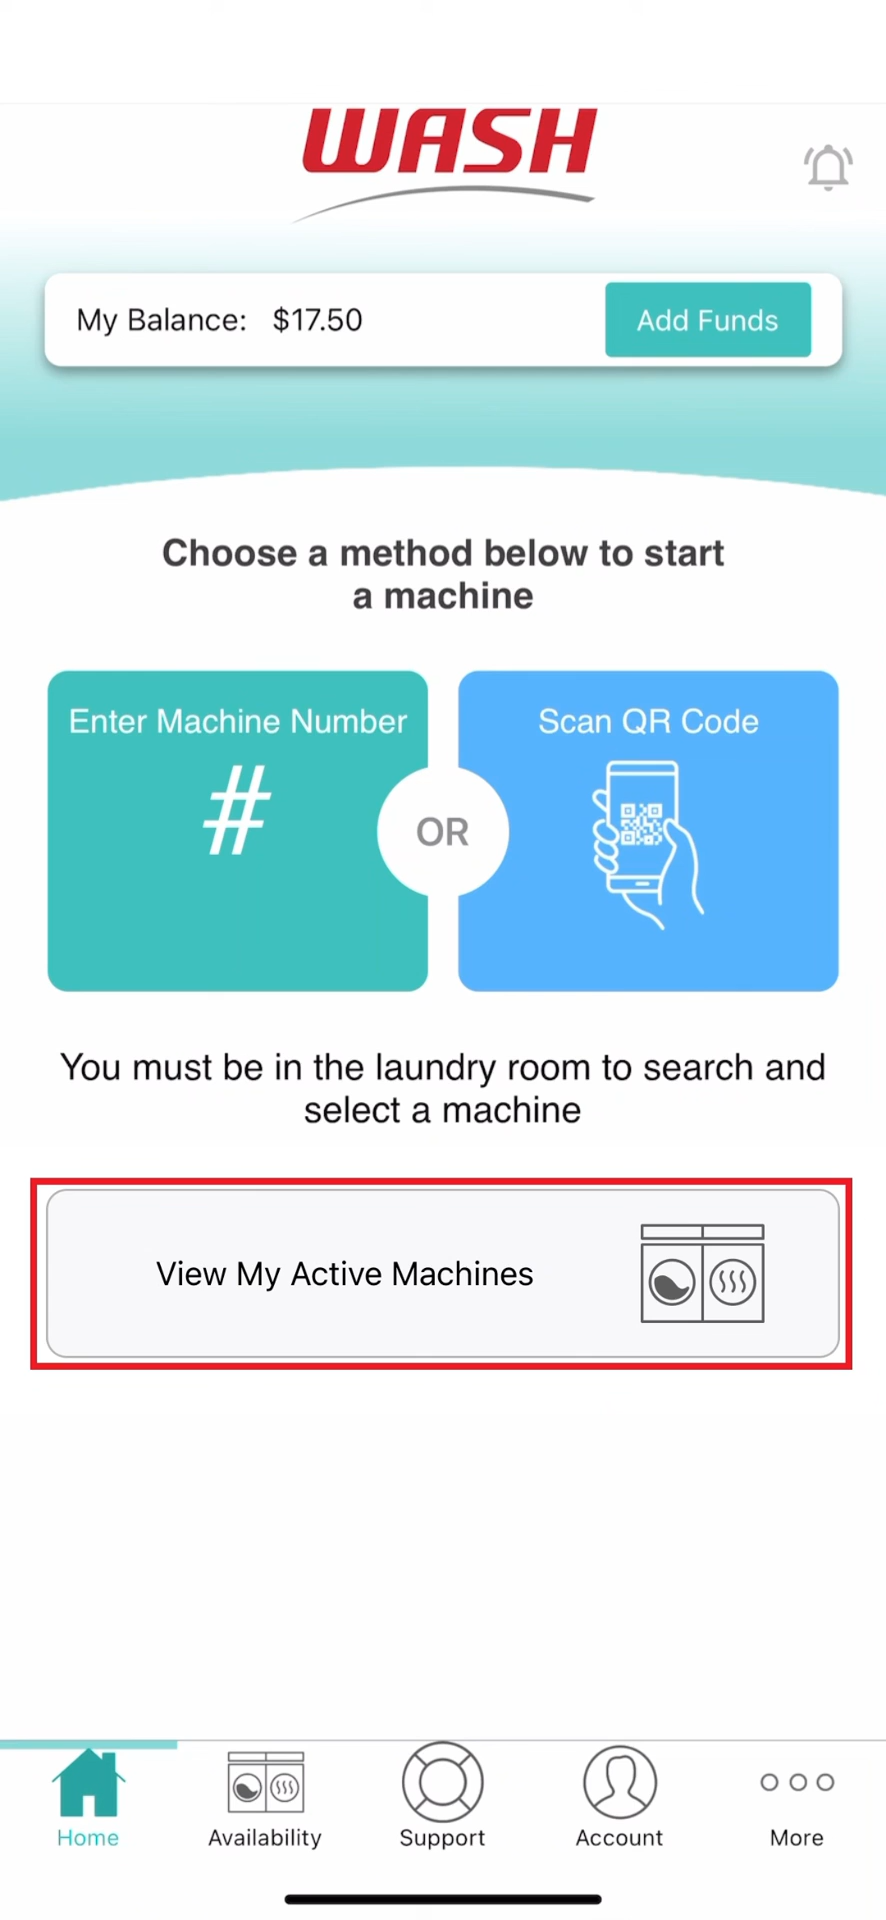 WASH
My Balance: $17.50
Add Funds
Choose a method below to start
a machine
Enter Machine Number
#
OR
Scan QR Code
You must be in the laundry room to search and
select a machine
View My Active Machines
Home
Availability
Support
Account
More